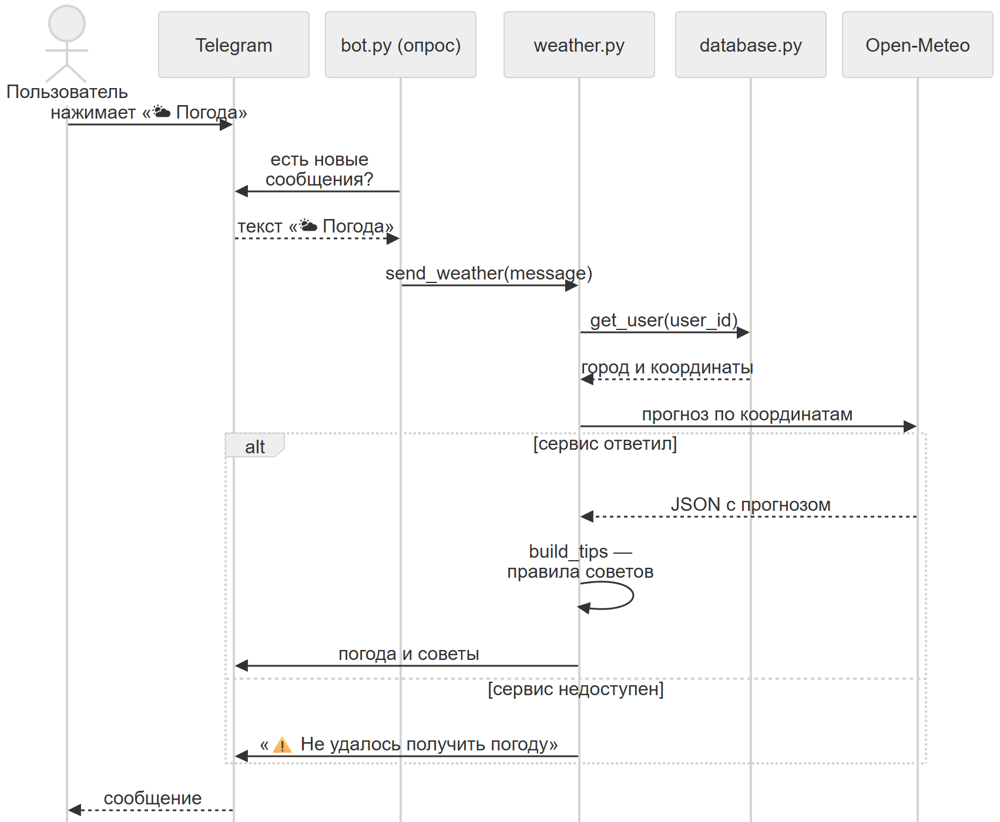 Telegram
bot.py (опрос)
weather.py
database.py
Open-Meteo
Пользователь
нажимает «🌥 Погода»
есть новые
сообщения?
текст «🌥 Погода»
send_weather(message)
get_user(user_id)
город и координаты
прогноз по координатам
alt
[сервис ответил]
JSON с прогнозом
build_tips —
правила советов
погода и советы
[сервис недоступен]
«⚠️ Не удалось получить погоду»
сообщение